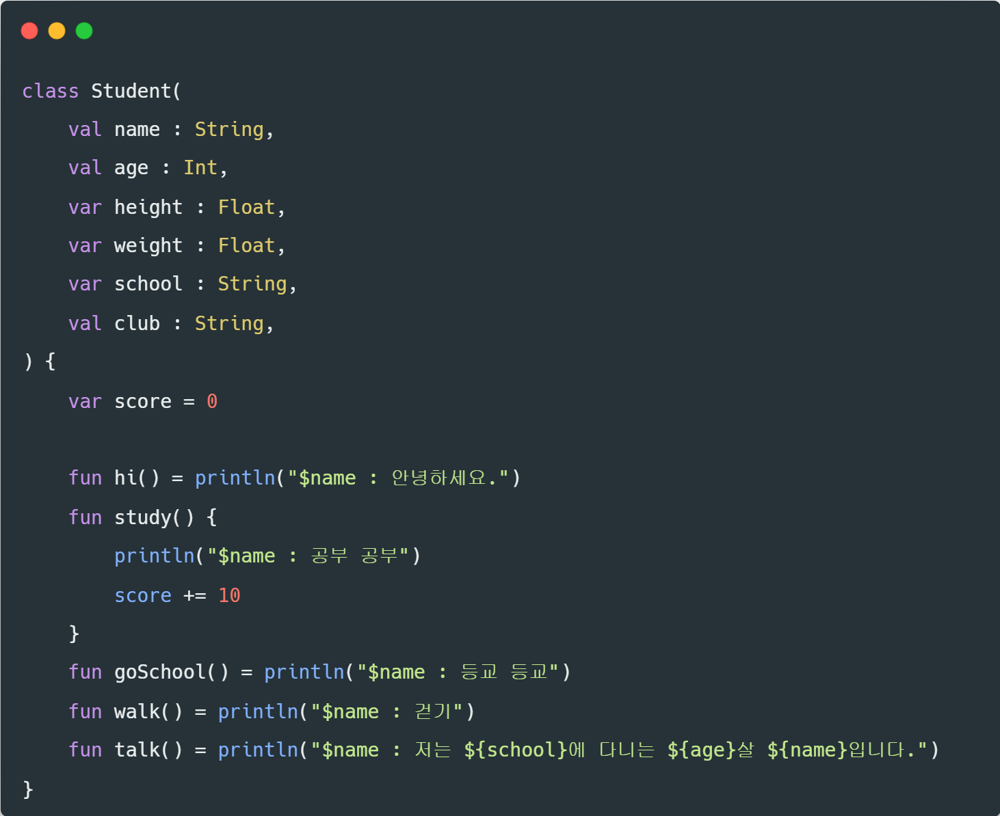 class Student(
    val name : String,
    val age : Int,
    var height : Float,
    var weight : Float,
    var school : String,
    val club : String,
) {
    var score = 0
    fun hi() = println("$name : 안녕하세요.")
    fun study() {
        println("$name : 공부 공부")
        score += 10
    }
    fun goSchool() = println("$name : 등교 등교")
    fun walk() = println("$name : 걷기")
    fun talk() = println("$name : 저는 ${school}에 다니는 ${age}살 ${name}입니다.")
}